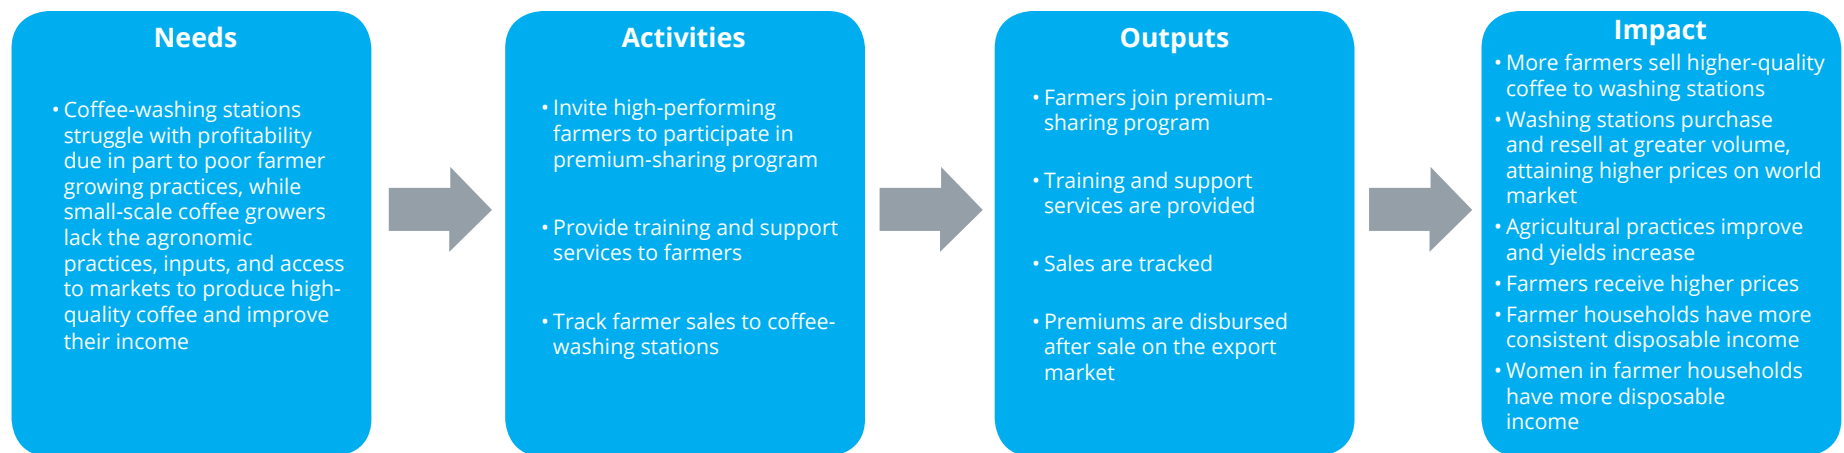 Needs
• Coffee-washing stations
struggle with profitability
due in part to poor farmer
growing practices, while
small-scale coffee growers
lack the agronomic
practices, inputs, and access
to markets to produce high-
quality coffee and improve
their income
Activities
• Invite high-performing
farmers to participate in
premium-sharing program
• Provide training and support
services to farmers
• Track farmer sales to coffee-
washing stations
Outputs
• Farmers join premium-
sharing program
• Training and support
services are provided
• Sales are tracked
• Premiums are disbursed
after sale on the export
market
Impact
• More farmers sell higher-quality
coffee to washing stations
• Washing stations purchase
and resell at greater volume,
attaining higher prices on world
market
• Agricultural practices improve
and yields increase
• Farmers receive higher prices
• Farmer households have more
consistent disposable income
• Women in farmer households
have more disposable
income